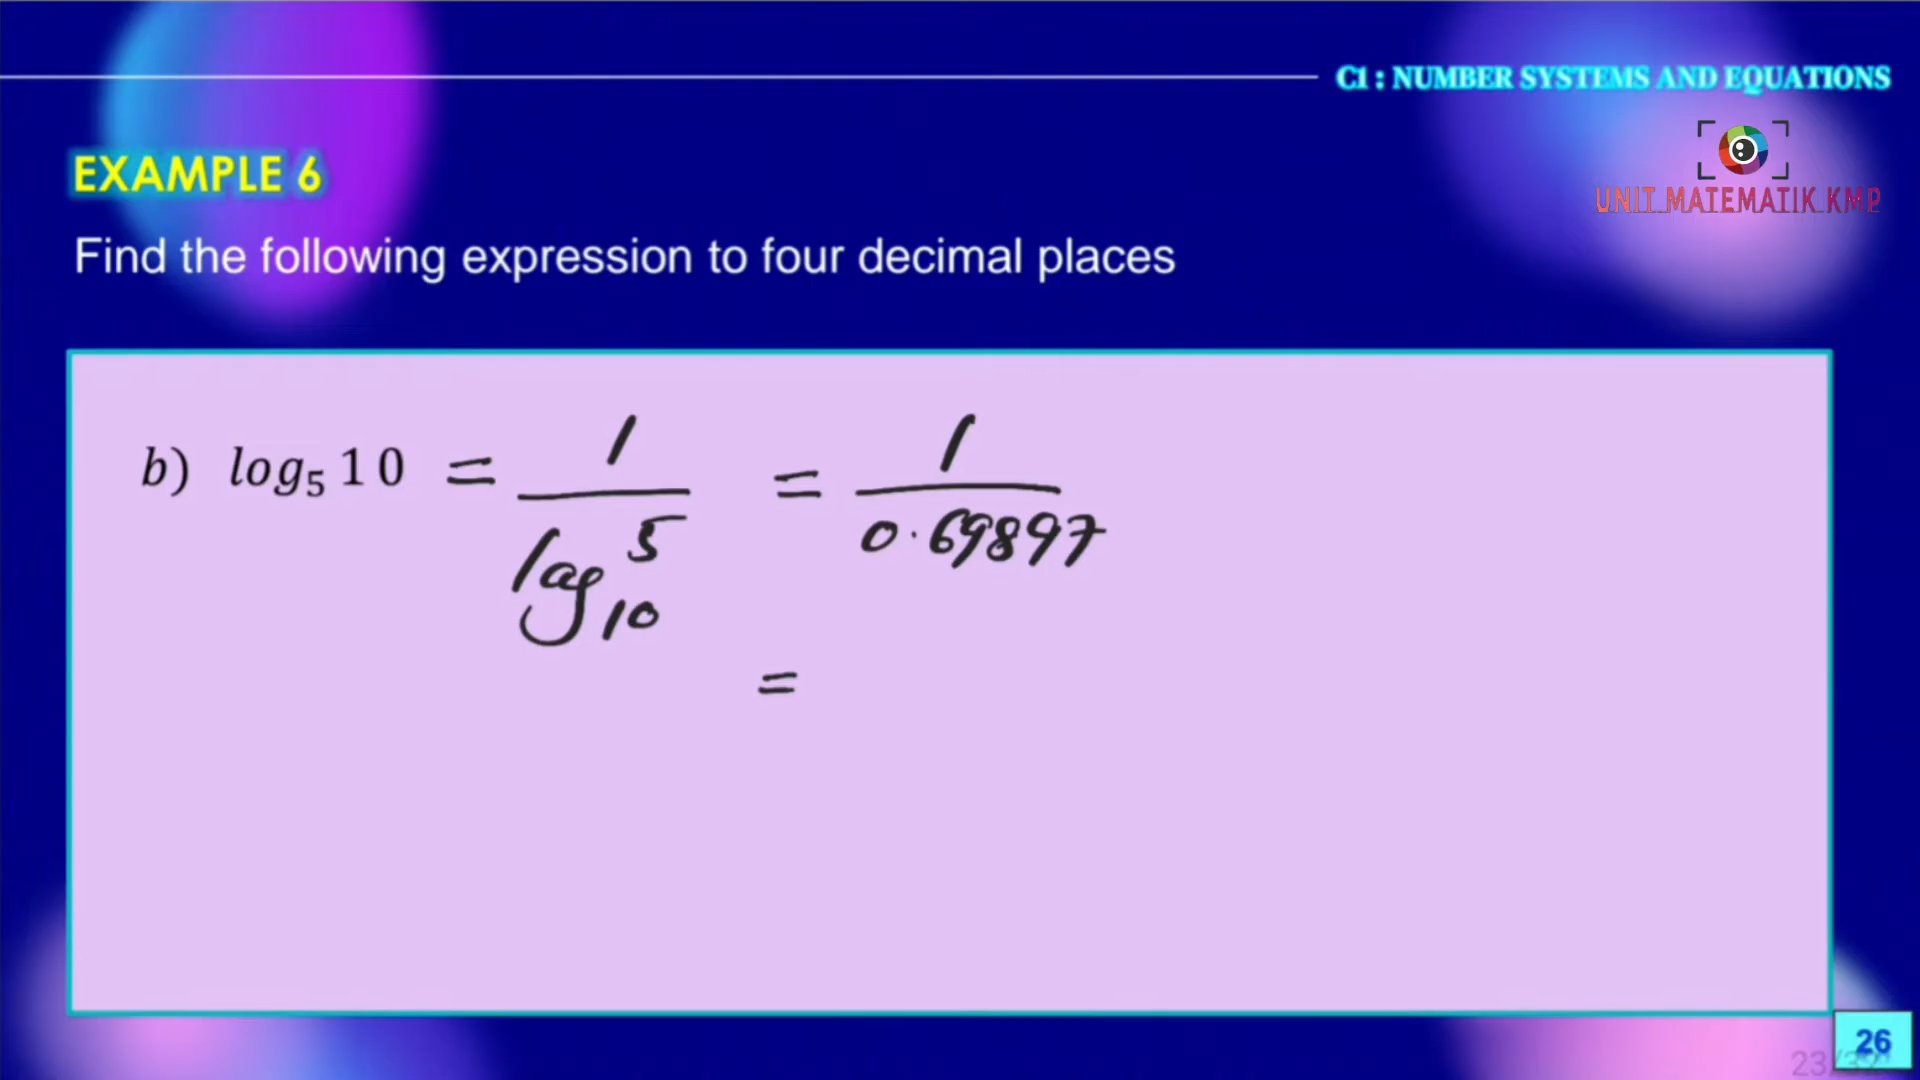 C1 : NUMBER SYSTEMS AND EQUATIONS
UNIT MATEMATIK KMP
EXAMPLE 6
Find the following expression to four decimal places
b) log₅ 10 = 1 / log₁₀ 5 = 1 / 0.69897
=
26